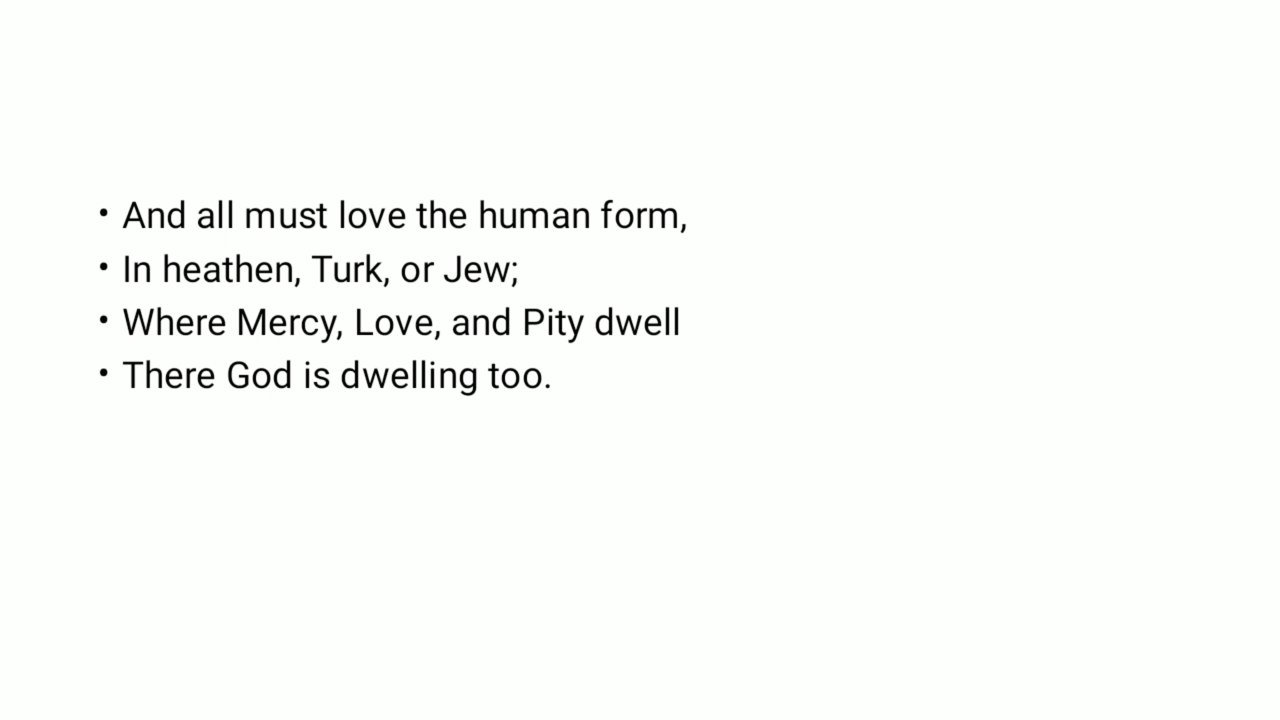 • And all must love the human form,
• In heathen, Turk, or Jew;
• Where Mercy, Love, and Pity dwell
• There God is dwelling too.